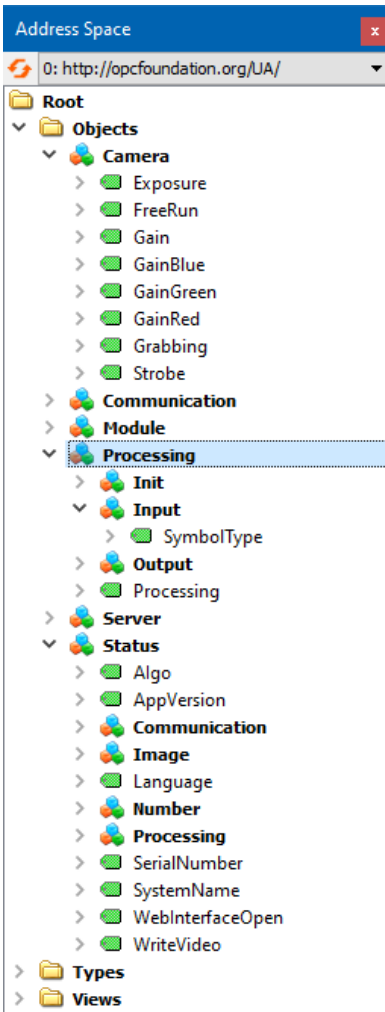 Address Space
x
0: http://opcfoundation.org/UA/
Root
Objects
Camera
Exposure
FreeRun
Gain
GainBlue
GainGreen
GainRed
Grabbing
Strobe
Communication
Module
Processing
Init
Input
SymbolType
Output
Processing
Server
Status
Algo
AppVersion
Communication
Image
Language
Number
Processing
SerialNumber
SystemName
WebInterfaceOpen
WriteVideo
Types
Views